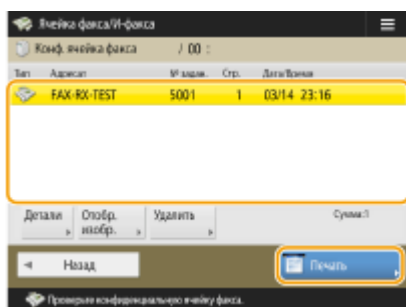 Ячейка факса/И-факса
Конф. ячейка факса / 00 :
Тип Адресат № задан. Стр. Дата/Время
FAX-RX-TEST 5001 1 03/14 23:16
Детали Отобр. изобр. Удалить Сумма:1
Назад Печать
Проверьте конфиденциальную ячейку факса.